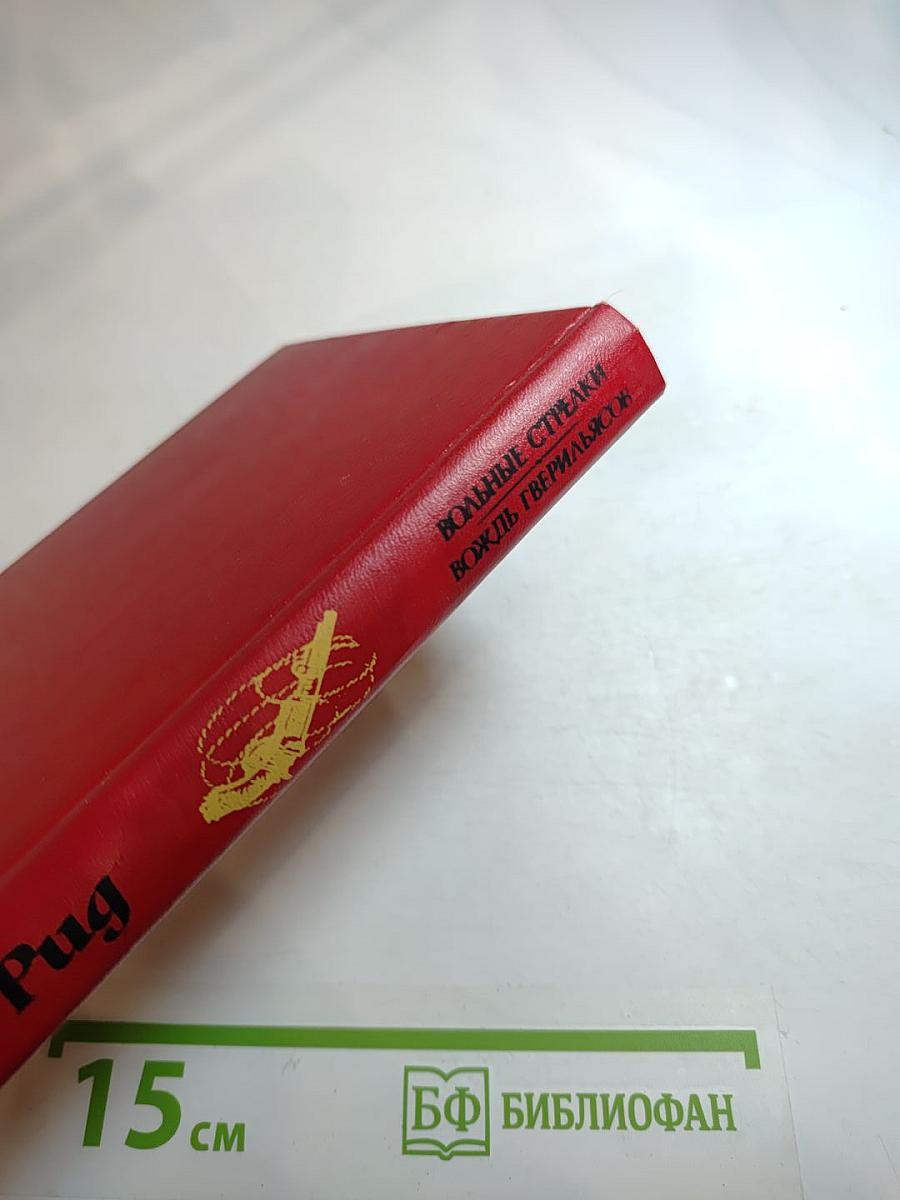 ВОЛЬНЫЕ СТРЕЛКИ
ВОЖДЬ ГВЕРИЛЬЯСОВ
Рид
15 см
БФ БИБЛИОФАН